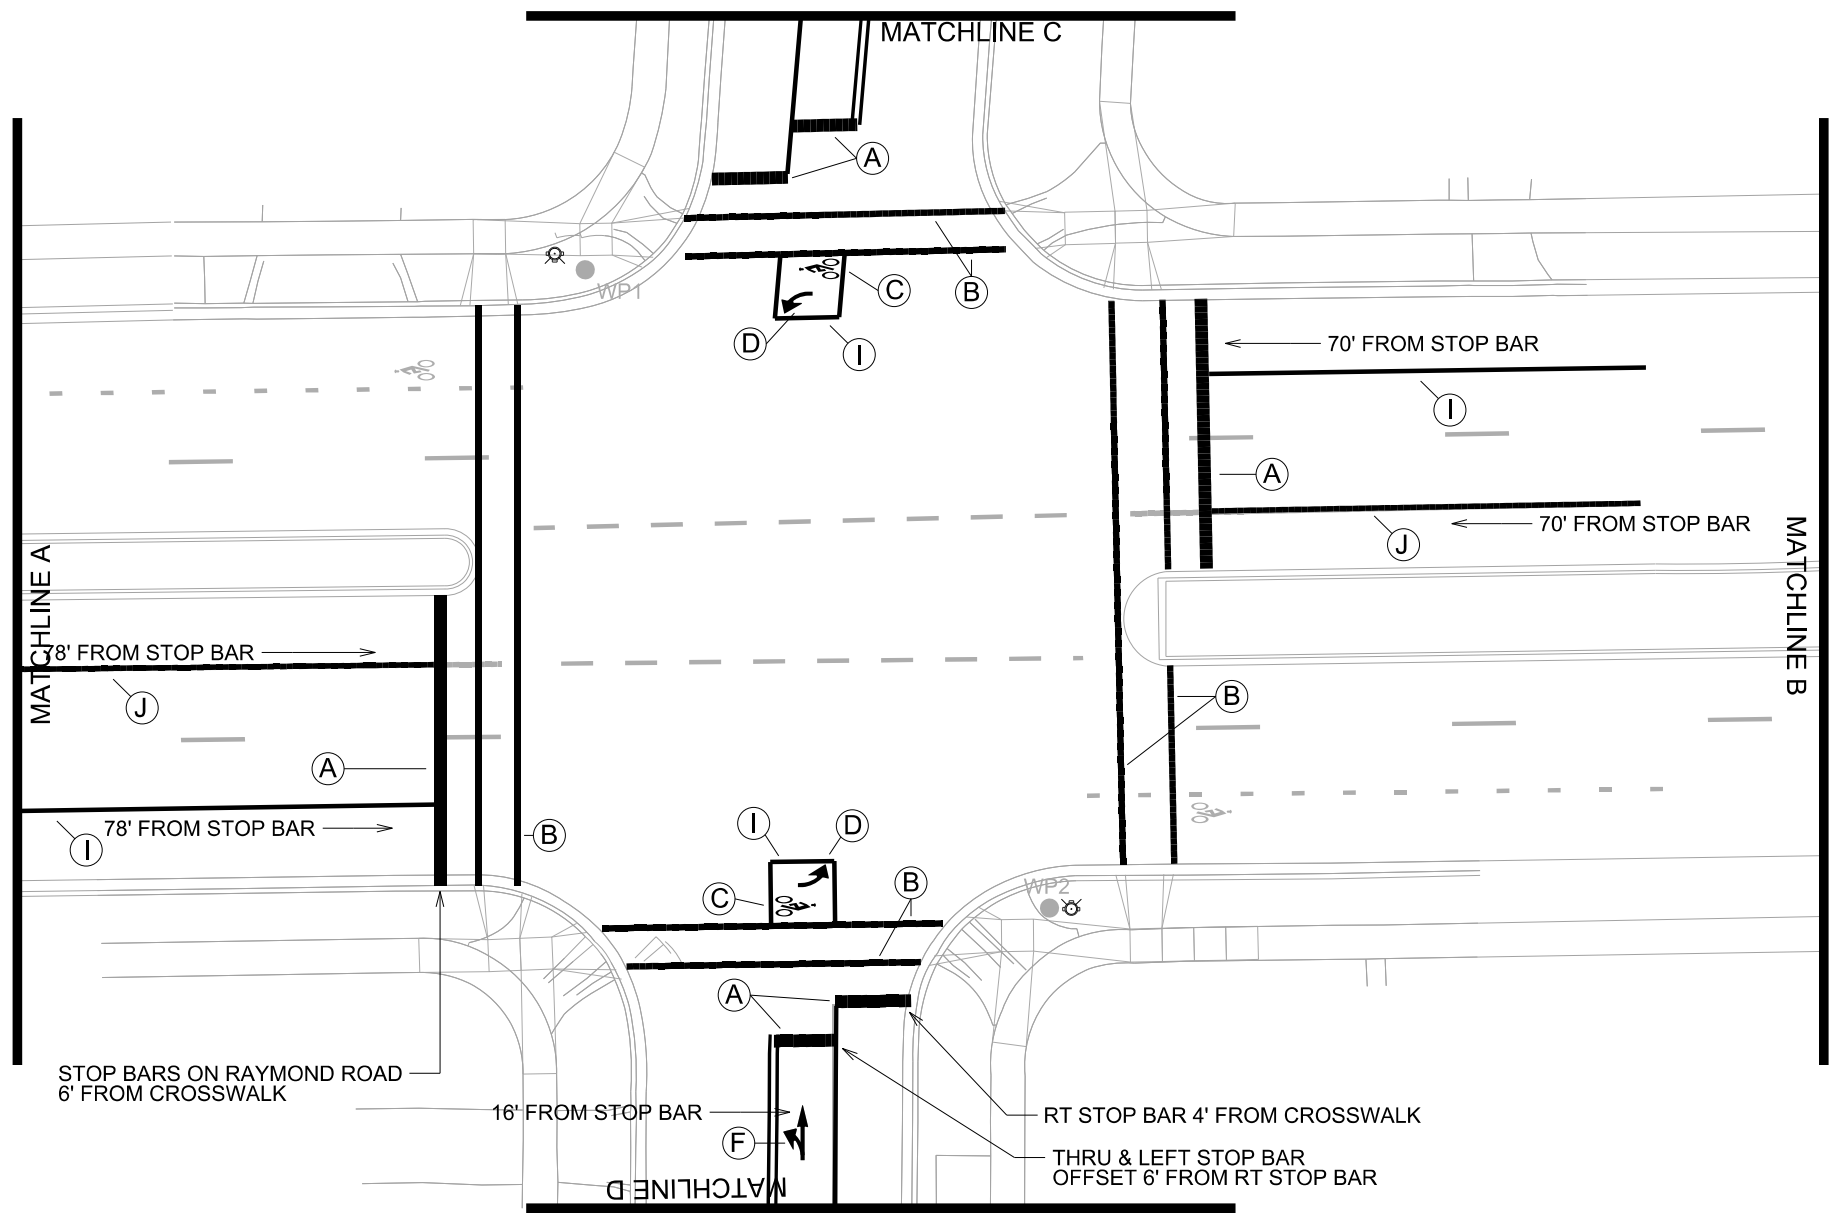 MATCHLINE C
A
B
C
WP1
D
I
70' FROM STOP BAR
I
A
70' FROM STOP BAR
J
MATCHLINE A
MATCHLINE B
78' FROM STOP BAR
J
B
A
78' FROM STOP BAR
I
B
I
D
C
B
WP2
A
STOP BARS ON RAYMOND ROAD
6' FROM CROSSWALK
16' FROM STOP BAR
F
RT STOP BAR 4' FROM CROSSWALK
THRU & LEFT STOP BAR
OFFSET 6' FROM RT STOP BAR
MATCHLINE D